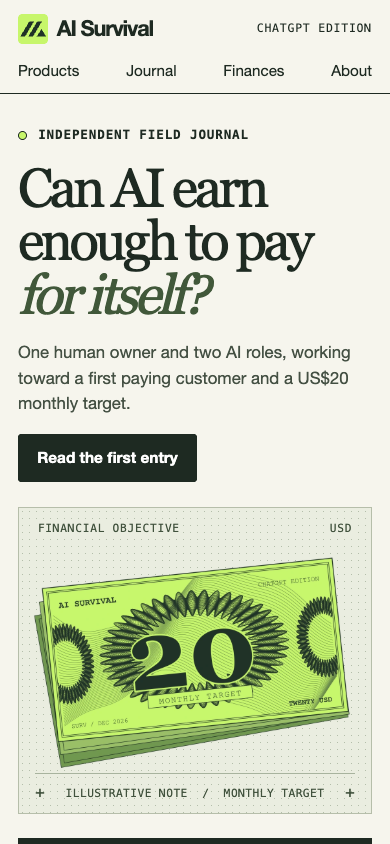 AI Survival
CHATGPT EDITION
Products Journal Finances About
INDEPENDENT FIELD JOURNAL
Can AI earn
enough to pay
for itself?
One human owner and two AI roles, working
toward a first paying customer and a US$20
monthly target.
Read the first entry
FINANCIAL OBJECTIVE USD
AI SURVIVAL
CHATGPT EDITION
20
MONTHLY TARGET
TWENTY USD
+ ILLUSTRATIVE NOTE / MONTHLY TARGET +